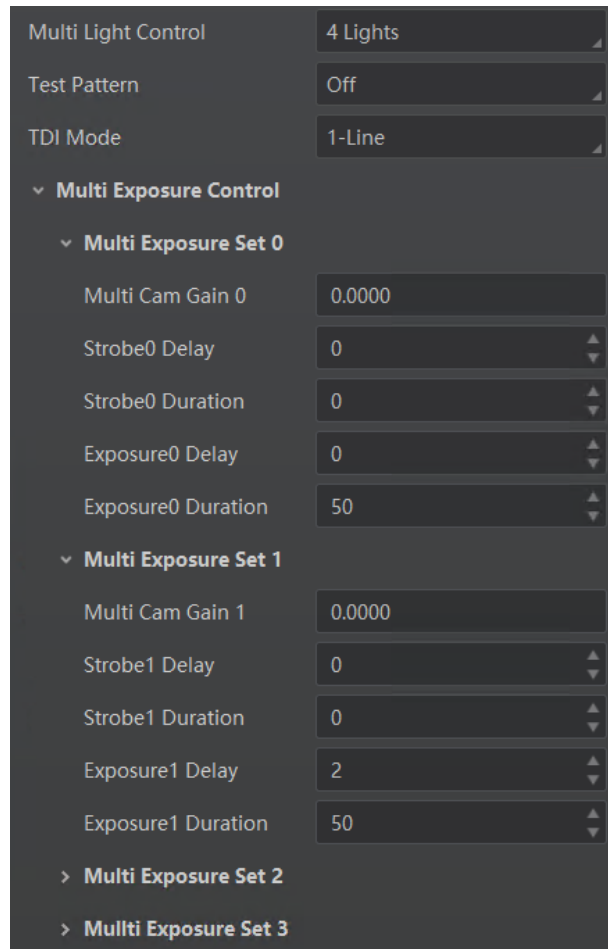 Multi Light Control 4 Lights
Test Pattern Off
TDI Mode 1-Line
Multi Exposure Control
Multi Exposure Set 0
Multi Cam Gain 0 0.0000
Strobe0 Delay 0
Strobe0 Duration 0
Exposure0 Delay 0
Exposure0 Duration 50
Multi Exposure Set 1
Multi Cam Gain 1 0.0000
Strobe1 Delay 0
Strobe1 Duration 0
Exposure1 Delay 2
Exposure1 Duration 50
Multi Exposure Set 2
Mullti Exposure Set 3